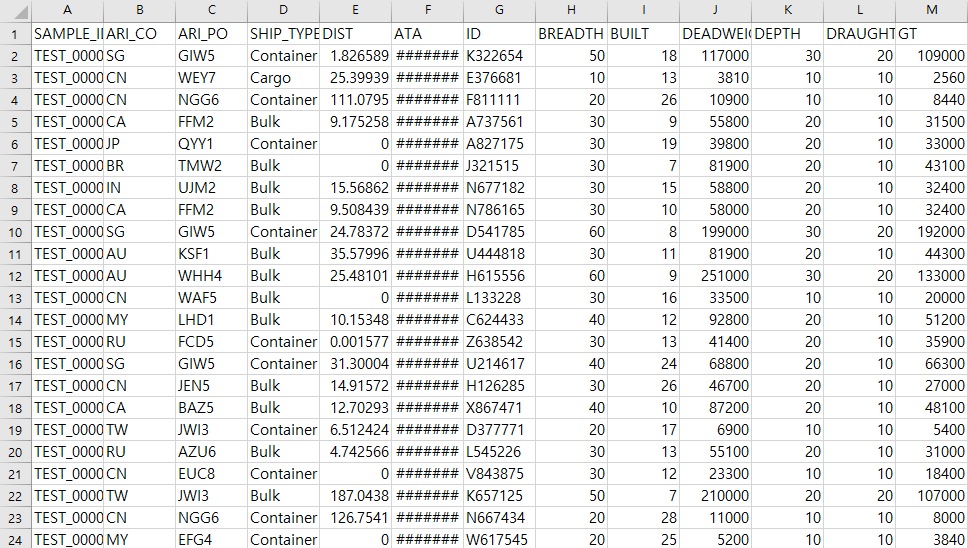 A B C D E F G H I J K L M
1 SAMPLE_II ARI_CO ARI_PO SHIP_TYPE DIST ATA ID BREADTH BUILT DEADWEI DEPTH DRAUGHT GT
2 TEST_0000 SG GIW5 Container 1.826589 ####### K322654 50 18 117000 30 20 109000
3 TEST_0000 CN WEY7 Cargo 25.39939 ####### E376681 10 13 3810 10 10 2560
4 TEST_0000 CN NGG6 Container 111.0795 ####### F811111 20 26 10900 10 10 8440
5 TEST_0000 CA FFM2 Bulk 9.175258 ####### A737561 30 9 55800 20 10 31500
6 TEST_0000 JP QYY1 Container 0 ####### A827175 30 19 39800 20 10 33000
7 TEST_0000 BR TMW2 Bulk 0 ####### J321515 30 7 81900 20 10 43100
8 TEST_0000 IN UJM2 Bulk 15.56862 ####### N677182 30 15 58800 20 10 32400
9 TEST_0000 CA FFM2 Bulk 9.508439 ####### N786165 30 10 58000 20 10 32400
10 TEST_0000 SG GIW5 Container 24.78372 ####### D541785 60 8 199000 30 20 192000
11 TEST_0000 AU KSF1 Bulk 35.57996 ####### U444818 30 11 81900 20 10 44300
12 TEST_0000 AU WHH4 Bulk 25.48101 ####### H615556 60 9 251000 30 20 133000
13 TEST_0000 CN WAF5 Bulk 0 ####### L133228 30 16 33500 10 10 20000
14 TEST_0000 MY LHD1 Bulk 10.15348 ####### C624433 40 12 92800 20 10 51200
15 TEST_0000 RU FCD5 Container 0.001577 ####### Z638542 30 13 41400 20 10 35900
16 TEST_0000 SG GIW5 Container 31.30004 ####### U214617 40 24 68800 20 10 66300
17 TEST_0000 CN JEN5 Bulk 14.91572 ####### H126285 30 26 46700 20 10 27000
18 TEST_0000 CA BAZ5 Bulk 12.70293 ####### X867471 40 10 87200 20 10 48100
19 TEST_0000 TW JWI3 Container 6.512424 ####### D377771 20 17 6900 10 10 5400
20 TEST_0000 RU AZU6 Bulk 4.742566 ####### L545226 30 13 55100 20 10 31000
21 TEST_0000 CN EUC8 Container 0 ####### V843875 30 12 23300 10 10 18400
22 TEST_0000 TW JWI3 Bulk 187.0438 ####### K657125 50 7 210000 20 20 107000
23 TEST_0000 CN NGG6 Container 126.7541 ####### N667434 20 28 11000 10 10 8000
24 TEST_0000 MY EFG4 Container 0 ####### W617545 20 25 5200 10 10 3840